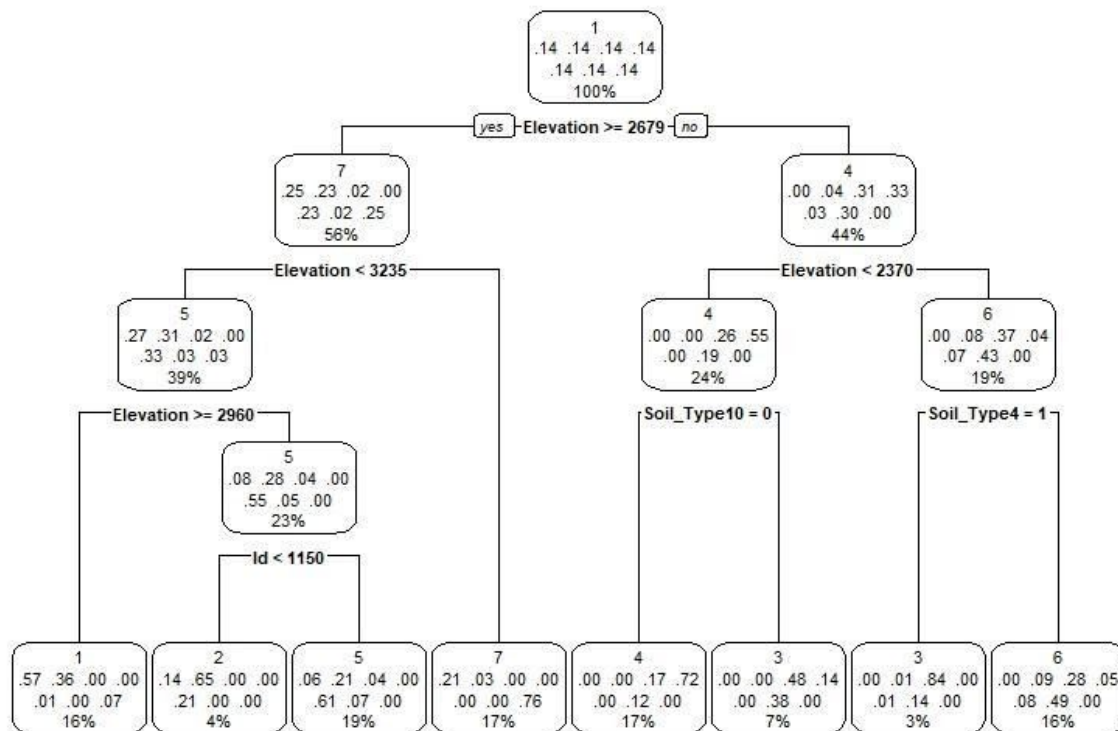 1
.14 .14 .14 .14
.14 .14 .14
100%
yes Elevation >= 2679 no
7
.25 .23 .02 .00
.23 .02 .25
56%
4
.00 .04 .31 .33
.03 .30 .00
44%
Elevation < 3235
Elevation < 2370
5
.27 .31 .02 .00
.33 .03 .03
39%
4
.00 .00 .26 .55
.00 .19 .00
24%
6
.00 .08 .37 .04
.07 .43 .00
19%
Elevation >= 2960
Soil_Type10 = 0
Soil_Type4 = 1
5
.08 .28 .04 .00
.55 .05 .00
23%
Id < 1150
1
.57 .36 .00 .00
.01 .00 .07
16%
2
.14 .65 .00 .00
.21 .00 .00
4%
5
.06 .21 .04 .00
.61 .07 .00
19%
7
.21 .03 .00 .00
.00 .00 .76
17%
4
.00 .00 .17 .72
.00 .12 .00
17%
3
.00 .00 .48 .14
.00 .38 .00
7%
3
.00 .01 .84 .00
.01 .14 .00
3%
6
.00 .09 .28 .05
.08 .49 .00
16%